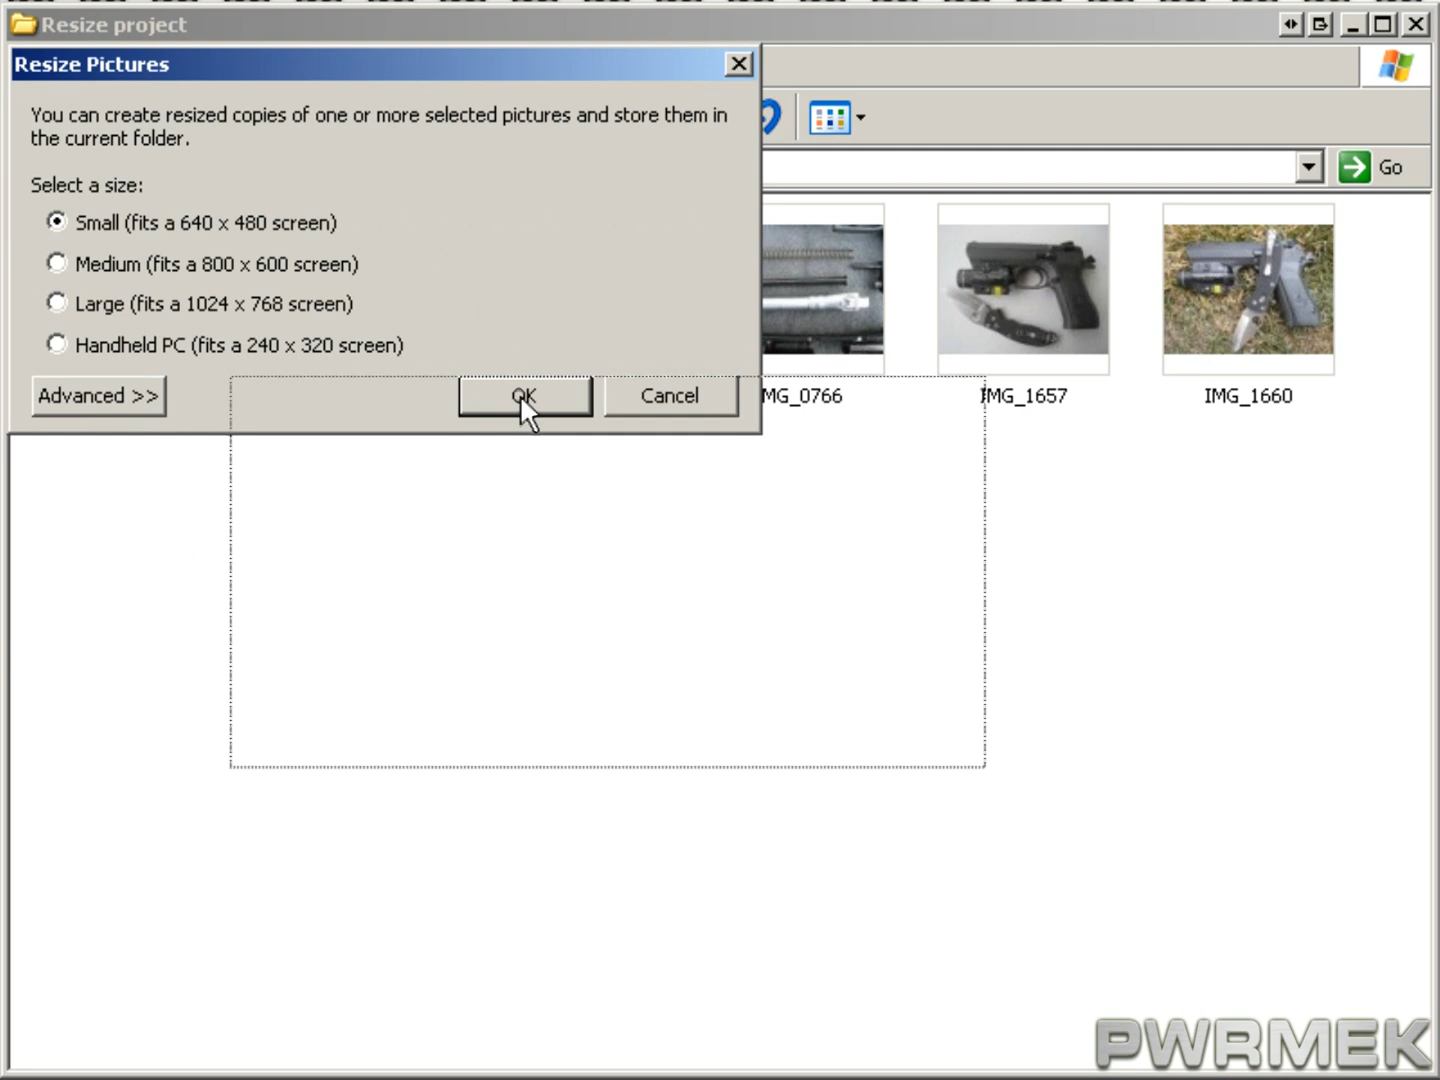 Resize project
Resize Pictures
You can create resized copies of one or more selected pictures and store them in
the current folder.
Select a size:
Small (fits a 640 x 480 screen)
Medium (fits a 800 x 600 screen)
Large (fits a 1024 x 768 screen)
Handheld PC (fits a 240 x 320 screen)
Advanced >>
OK
Cancel
Go
MG_0766
IMG_1657
IMG_1660
PWRMEK